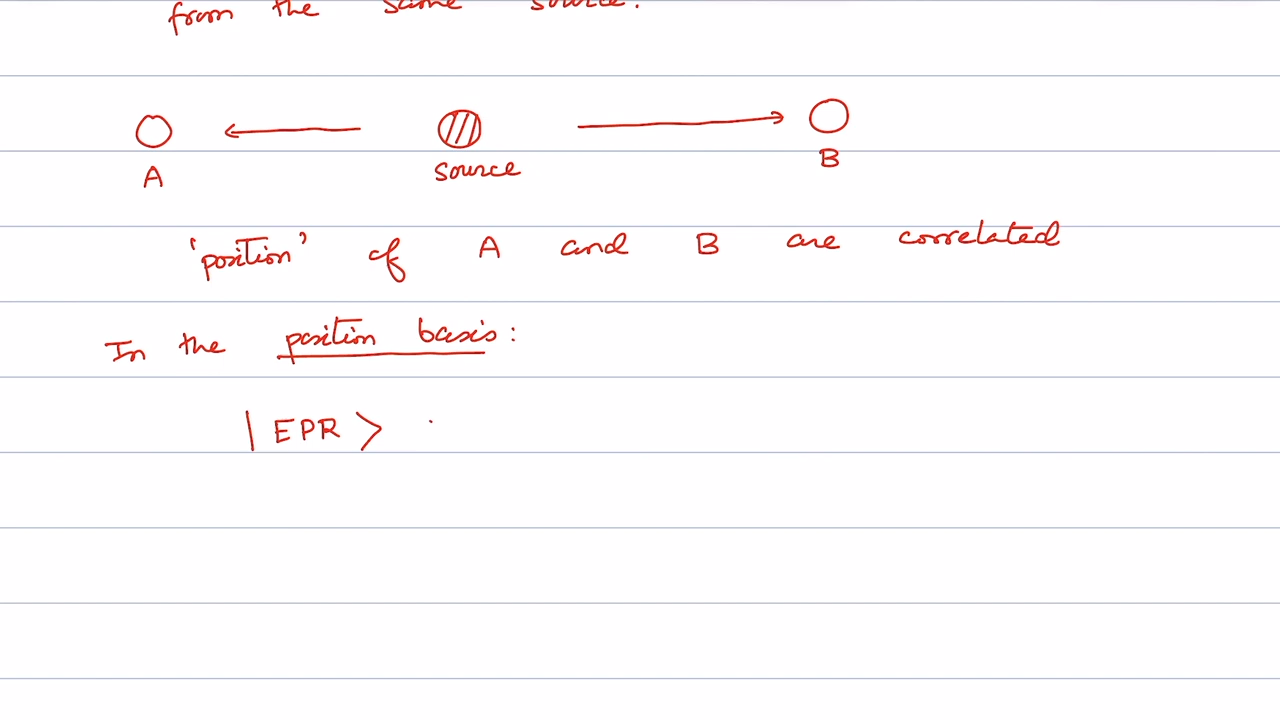 from the same source.
A source B
'position' of A and B are correlated
In the position basis:
| EPR >